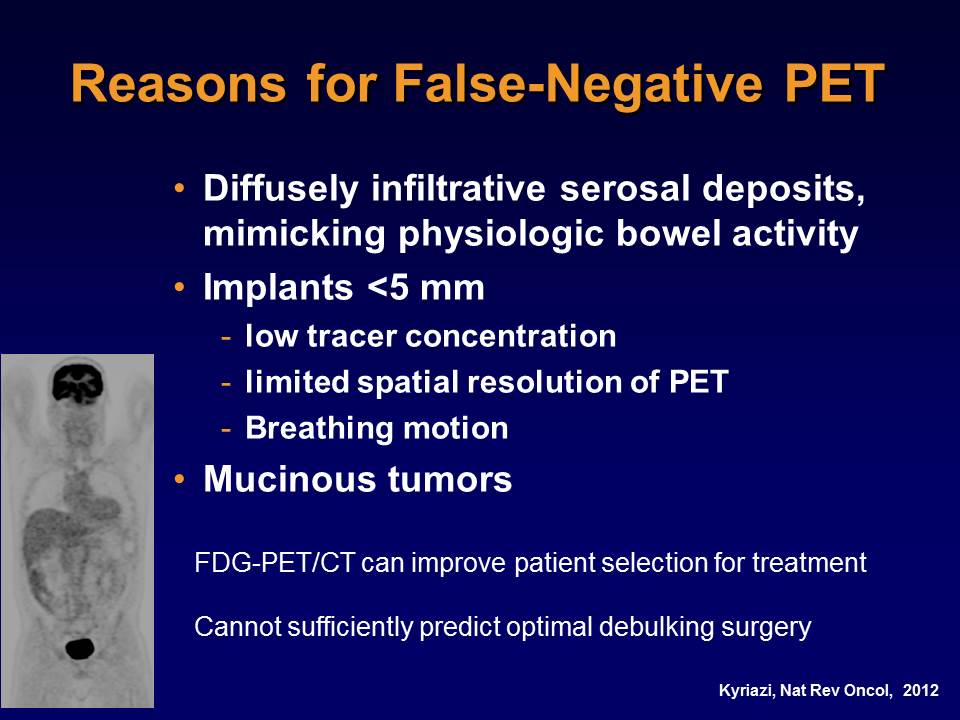 Reasons for False-Negative PET
• Diffusely infiltrative serosal deposits,
mimicking physiologic bowel activity
• Implants <5 mm
- low tracer concentration
- limited spatial resolution of PET
- Breathing motion
• Mucinous tumors
FDG-PET/CT can improve patient selection for treatment
Cannot sufficiently predict optimal debulking surgery
Kyriazi, Nat Rev Oncol, 2012